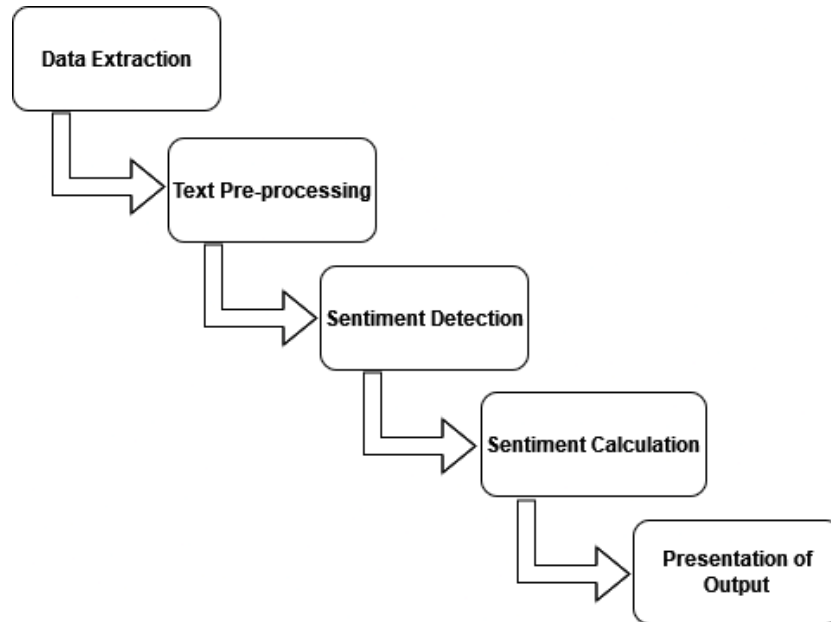 Data Extraction
Text Pre-processing
Sentiment Detection
Sentiment Calculation
Presentation of
Output